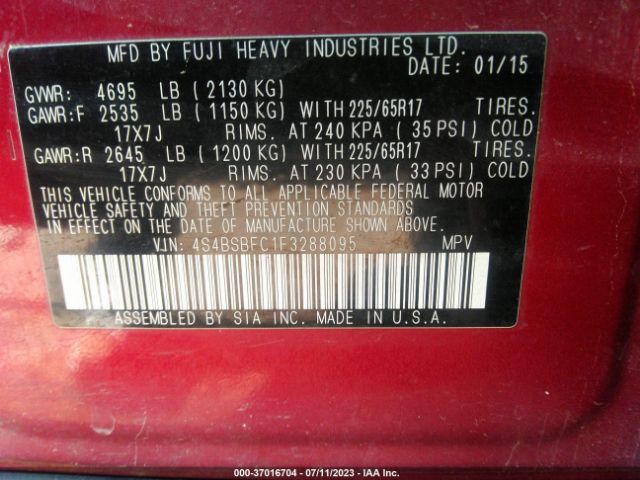 MFD BY FUJI HEAVY INDUSTRIES LTD.
DATE: 01/15
GVWR: 4695 LB ( 2130 KG)
GAWR:F 2535 LB ( 1150 KG) WITH 225/65R17 TIRES.
17X7J RIMS. AT 240 KPA ( 35 PSI) COLD
GAWR:R 2645 LB ( 1200 KG) WITH 225/65R17 TIRES.
17X7J RIMS. AT 230 KPA ( 33 PSI) COLD
THIS VEHICLE CONFORMS TO ALL APPLICABLE FEDERAL MOTOR
VEHICLE SAFETY AND THEFT PREVENTION STANDARDS
IN EFFECT ON THE DATE OF MANUFACTURE SHOWN ABOVE.
VIN: 4S4BSBFC1F3288095 MPV
ASSEMBLED BY SIA INC. MADE IN U.S.A.
000-37016704 - 07/11/2023 - IAA Inc.